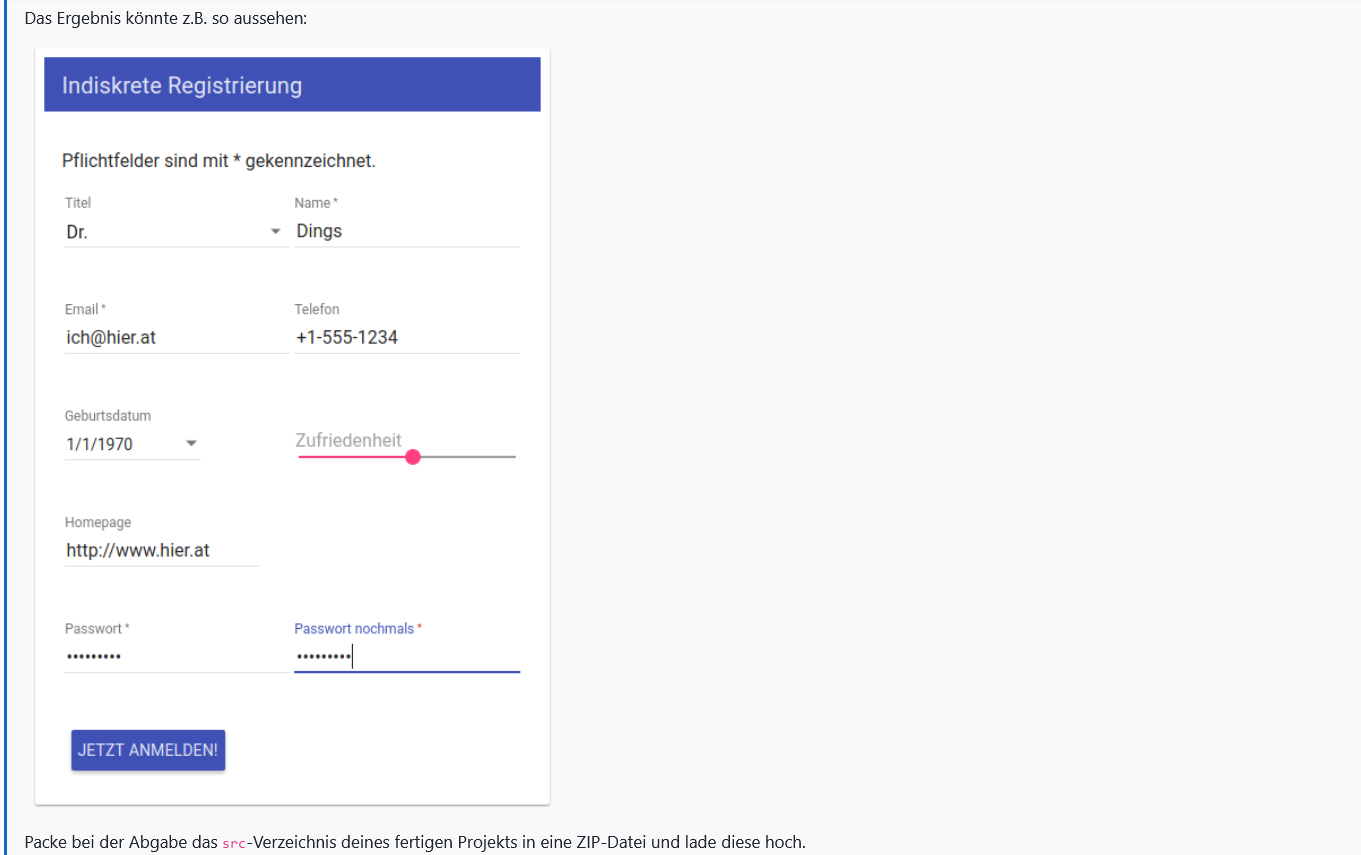 Das Ergebnis könnte z.B. so aussehen:
Indiskrete Registrierung
Pflichtfelder sind mit * gekennzeichnet.
Titel Name *
Dr. Dings
Email * Telefon
ich@hier.at +1-555-1234
Geburtsdatum
1/1/1970 Zufriedenheit
Homepage
http://www.hier.at
Passwort * Passwort nochmals *
••••••••• •••••••••
JETZT ANMELDEN!
Packe bei der Abgabe das src-Verzeichnis deines fertigen Projekts in eine ZIP-Datei und lade diese hoch.